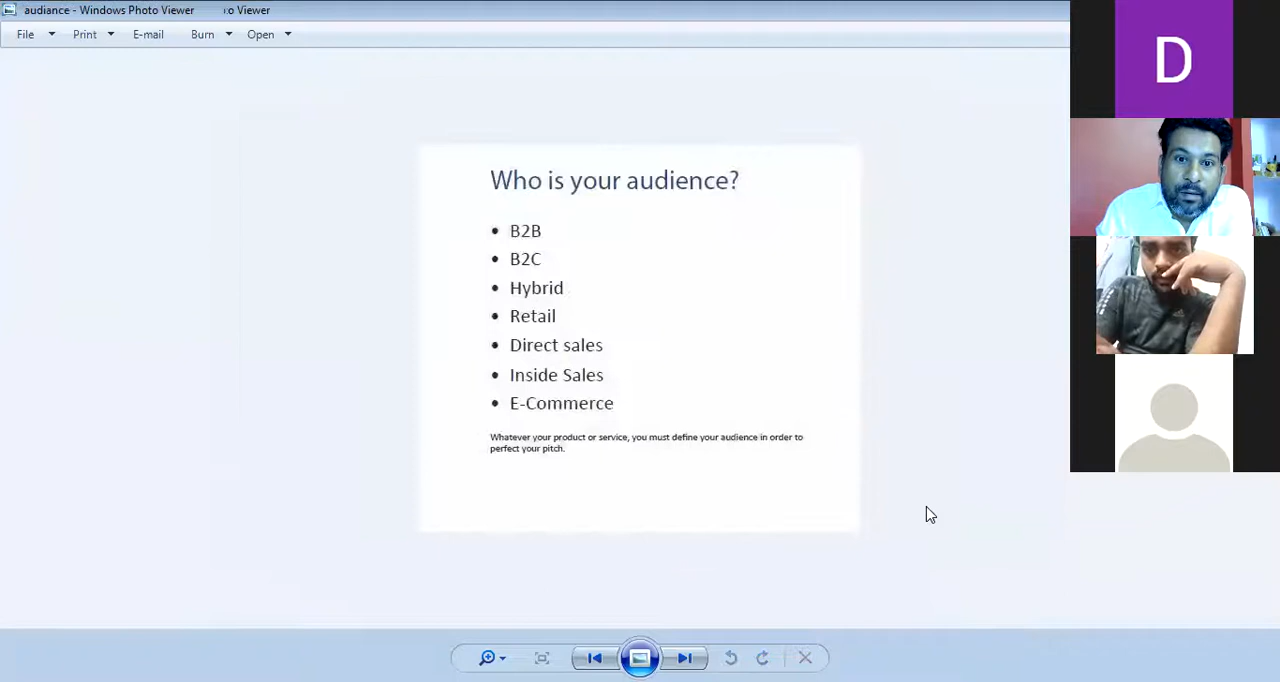 audiance - Windows Photo Viewer
o Viewer
File Print E-mail Burn Open
D
Who is your audience?
• B2B
• B2C
• Hybrid
• Retail
• Direct sales
• Inside Sales
• E-Commerce
Whatever your product or service, you must define your audience in order to
perfect your pitch.